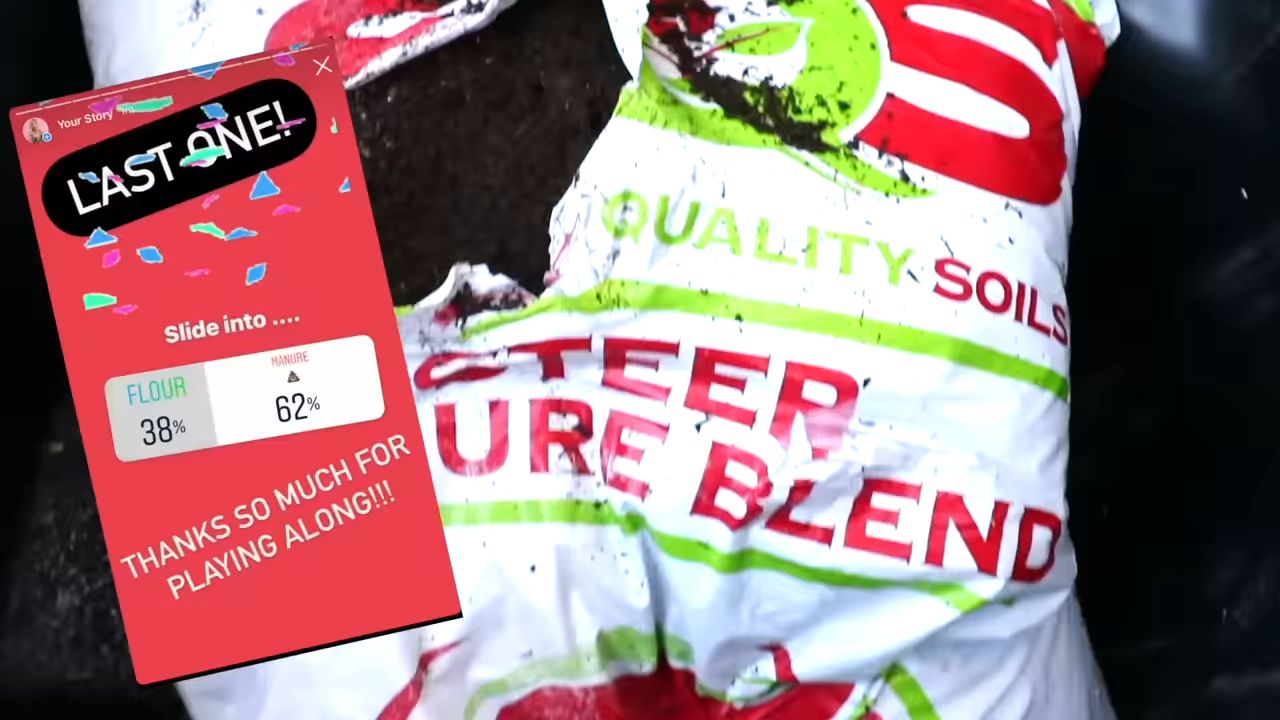 Your Story
LAST ONE!
Slide into ....
FLOUR
38%
MANURE
62%
THANKS SO MUCH FOR
PLAYING ALONG!!!
QUALITY SOILS
STEER
URE BLEND